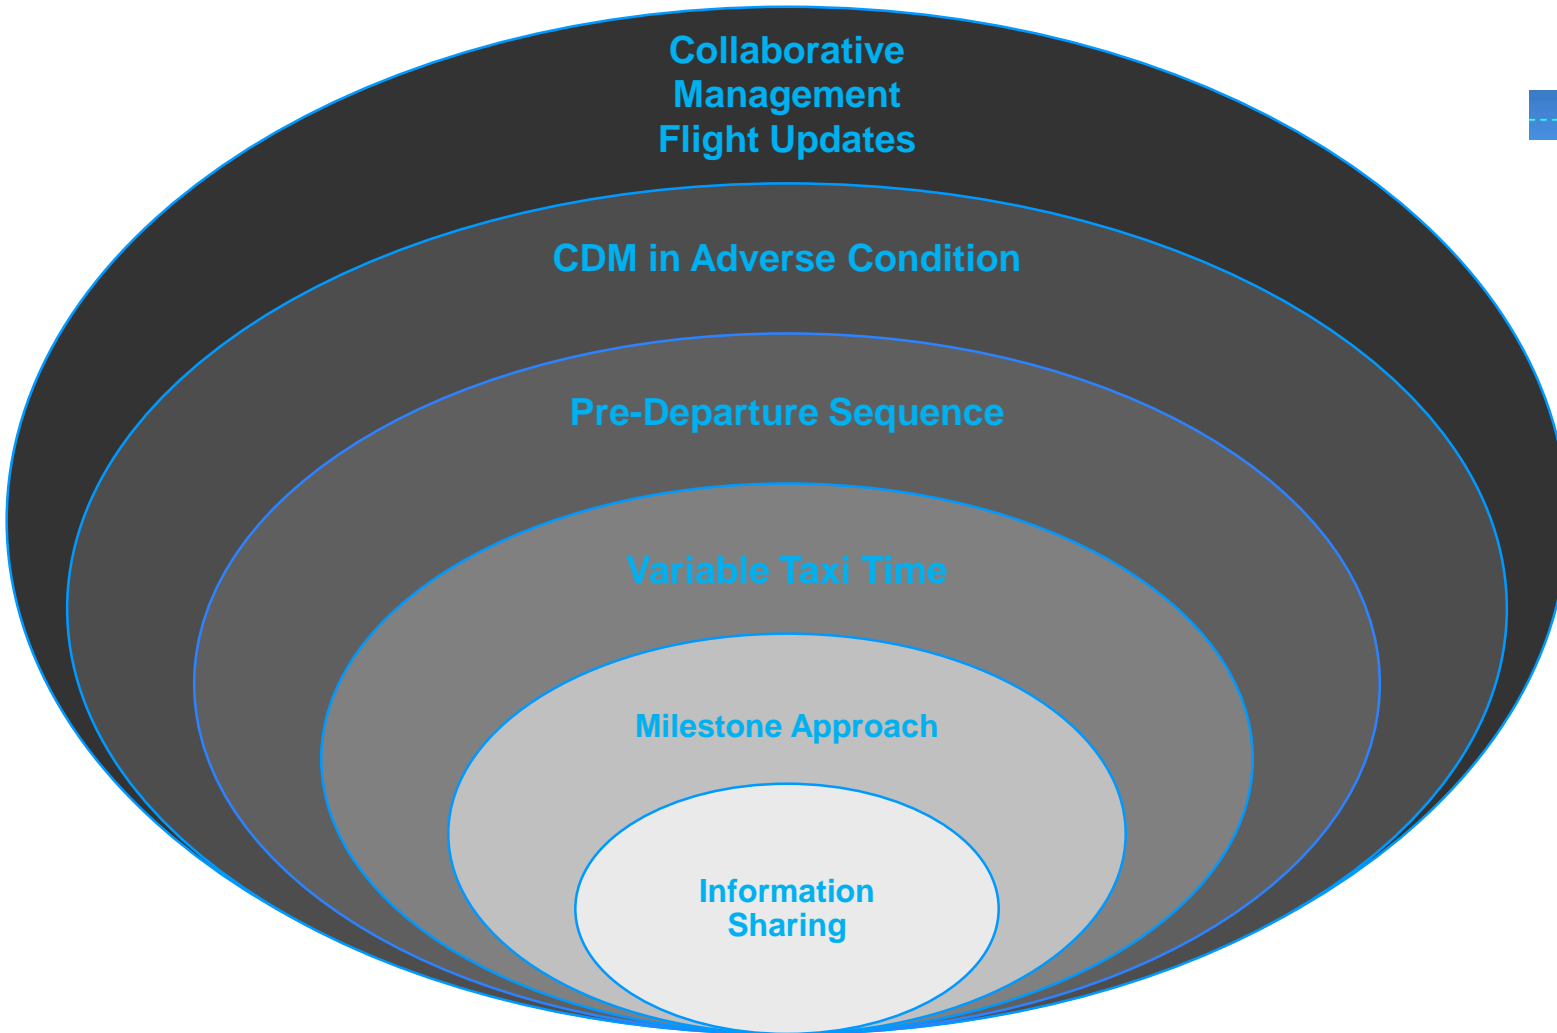 Collaborative
Management
Flight Updates
CDM in Adverse Condition
Pre-Departure Sequence
Variable Taxi Time
Milestone Approach
Information
Sharing